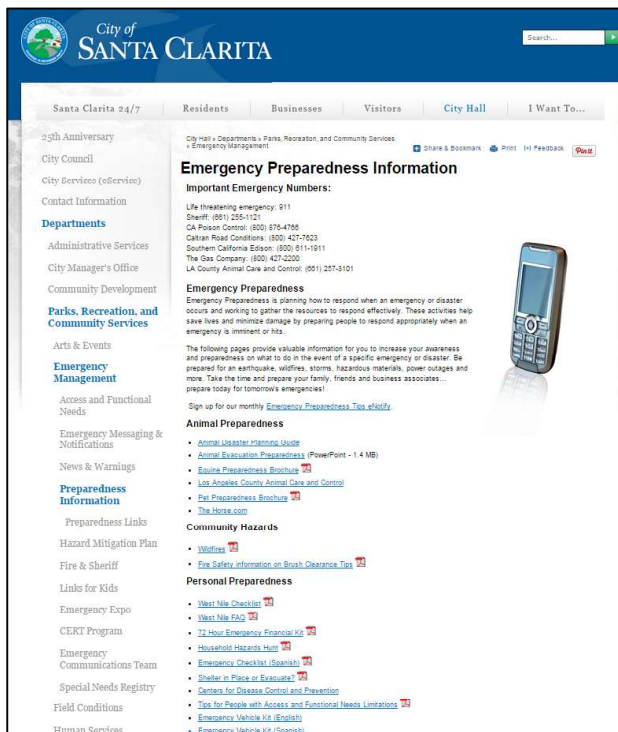 City of
SANTA CLARITA
Search...
Santa Clarita 24/7 Residents Businesses Visitors City Hall I Want To...
25th Anniversary
City Council
City Services (eService)
Contact Information
Departments
Administrative Services
City Manager's Office
Community Development
Parks, Recreation, and
Community Services
Arts & Events
Emergency
Management
Access and Functional
Needs
Emergency Messaging &
Notifications
News & Warnings
Preparedness
Information
Preparedness Links
Hazard Mitigation Plan
Fire & Sheriff
Links for Kids
Emergency Expo
CERT Program
Emergency
Communications Team
Special Needs Registry
Field Conditions
Human Services
City Hall » Departments » Parks, Recreation, and Community Services
» Emergency Management
Share & Bookmark Print [+] Feedback Pin it
Emergency Preparedness Information
Important Emergency Numbers:
Life threatening emergency: 911
Sheriff: (661) 255-1121
CA Poison Control: (800) 876-4766
Caltran Road Conditions: (800) 427-7623
Southern California Edison: (800) 611-1911
The Gas Company: (800) 427-2200
LA County Animal Care and Control: (661) 257-3101
Emergency Preparedness
Emergency Preparedness is planning how to respond when an emergency or disaster
occurs and working to gather the resources to respond effectively. These activities help
save lives and minimize damage by preparing people to respond appropriately when an
emergency is imminent or hits.
The following pages provide valuable information for you to increase your awareness
and preparedness on what to do in the event of a specific emergency or disaster. Be
prepared for an earthquake, wildfires, storms, hazardous materials, power outages and
more. Take the time and prepare your family, friends and business associates...
prepare today for tomorrow's emergencies!
Sign up for our monthly Emergency Preparedness Tips eNotify.
Animal Preparedness
Animal Disaster Planning Guide
Animal Evacuation Preparedness (PowerPoint - 1.4 MB)
Equine Preparedness Brochure
Los Angeles County Animal Care and Control
Pet Preparedness Brochure
The Horse.com
Community Hazards
Wildfires
Fire Safety information on Brush Clearance Tips
Personal Preparedness
West Nile Checklist
West Nile FAQ
72 Hour Emergency Financial Kit
Household Hazards Hunt
Emergency Checklist (Spanish)
Shelter in Place or Evacuate?
Centers for Disease Control and Prevention
Tips for People with Access and Functional Needs Limitations
Emergency Vehicle Kit (English)
Emergency Vehicle Kit (Spanish)